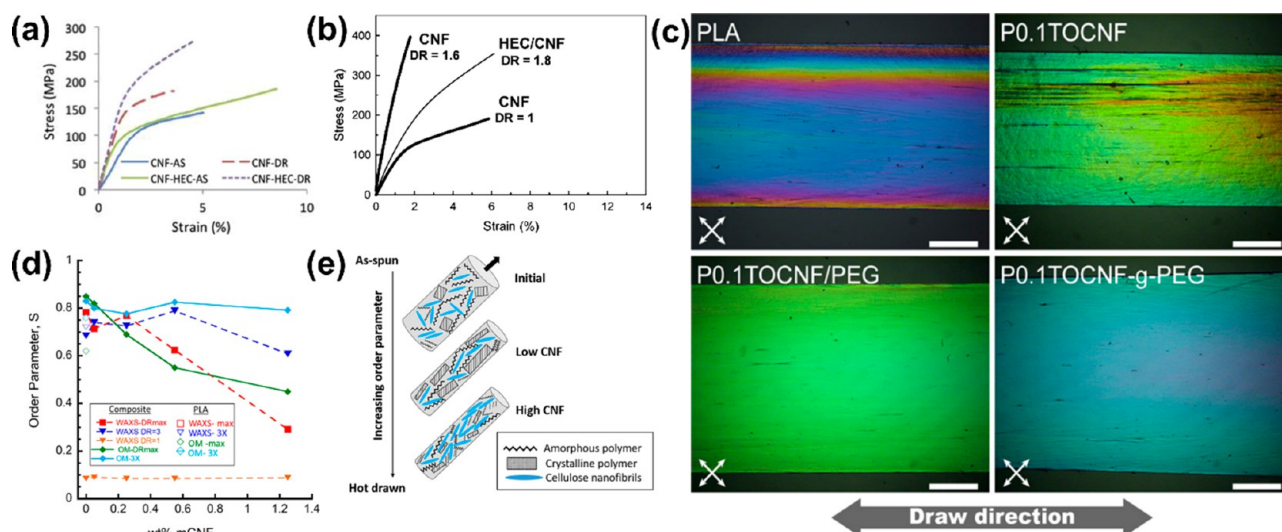 (a)
Stress (MPa)
300
250
200
150
100
50
0
CNF-AS
CNF-DR
CNF-HEC-AS
CNF-HEC-DR
0
5
10
Strain (%)
(b)
Stress (MPa)
400
300
200
100
0
CNF
DR = 1.6
HEC/CNF
DR = 1.8
CNF
DR = 1
0
2
4
6
8
10
12
14
Strain (%)
(c)
PLA
P0.1TOCNF
P0.1TOCNF/PEG
P0.1TOCNF-g-PEG
Draw direction
(d)
Order Parameter, S
1
0.8
0.6
0.4
0.2
0
Composite
WAXS-DRmax
WAXS DR=3
WAXS DR=1
OM-DRmax
OM-3X
PLA
WAXS- max
WAXS- 3X
OM -max
OM- 3X
0
0.2
0.4
0.6
0.8
1
1.2
1.4
wt% mCNF
(e)
As-spun
Increasing order parameter
Hot drawn
Initial
Low CNF
High CNF
Amorphous polymer
Crystalline polymer
Cellulose nanofibrils